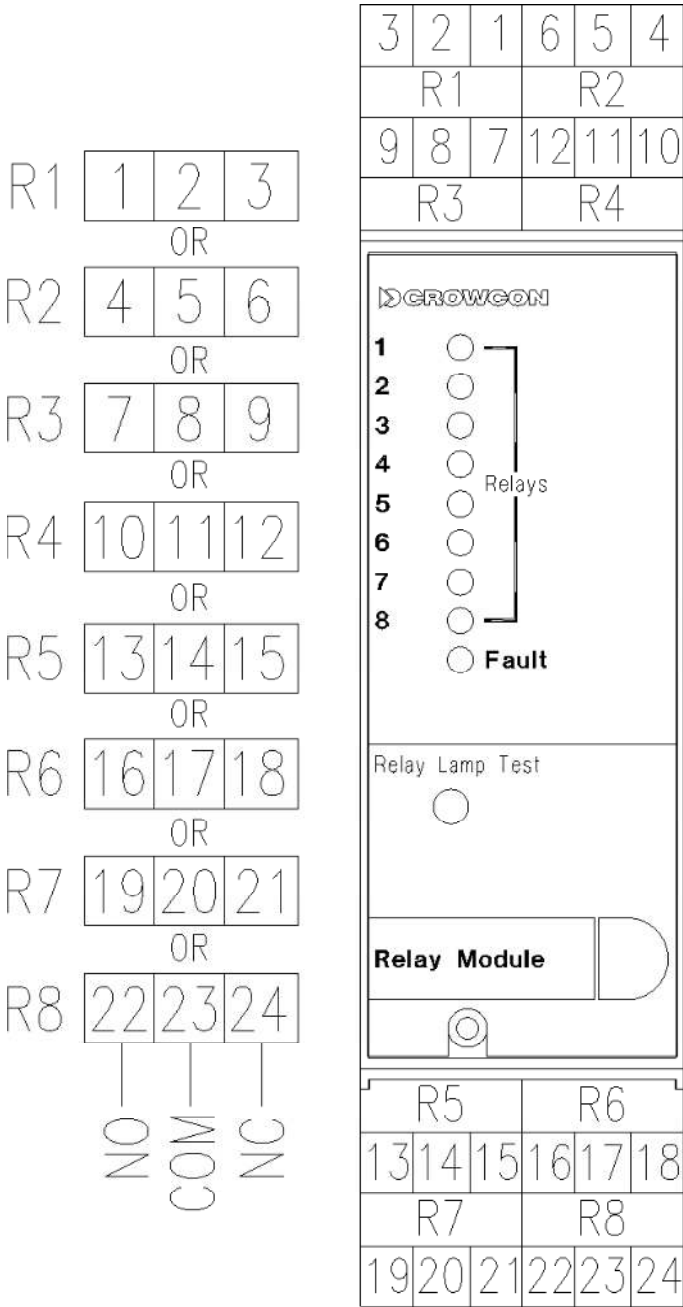 R1 1 2 3
OR
R2 4 5 6
OR
R3 7 8 9
OR
R4 10 11 12
OR
R5 13 14 15
OR
R6 16 17 18
OR
R7 19 20 21
OR
R8 22 23 24
NO COM NC
3 2 1 6 5 4
R1 R2
9 8 7 12 11 10
R3 R4
CROWCON
1
2
3
4
Relays
5
6
7
8
Fault
Relay Lamp Test
Relay Module
R5 R6
13 14 15 16 17 18
R7 R8
19 20 21 22 23 24